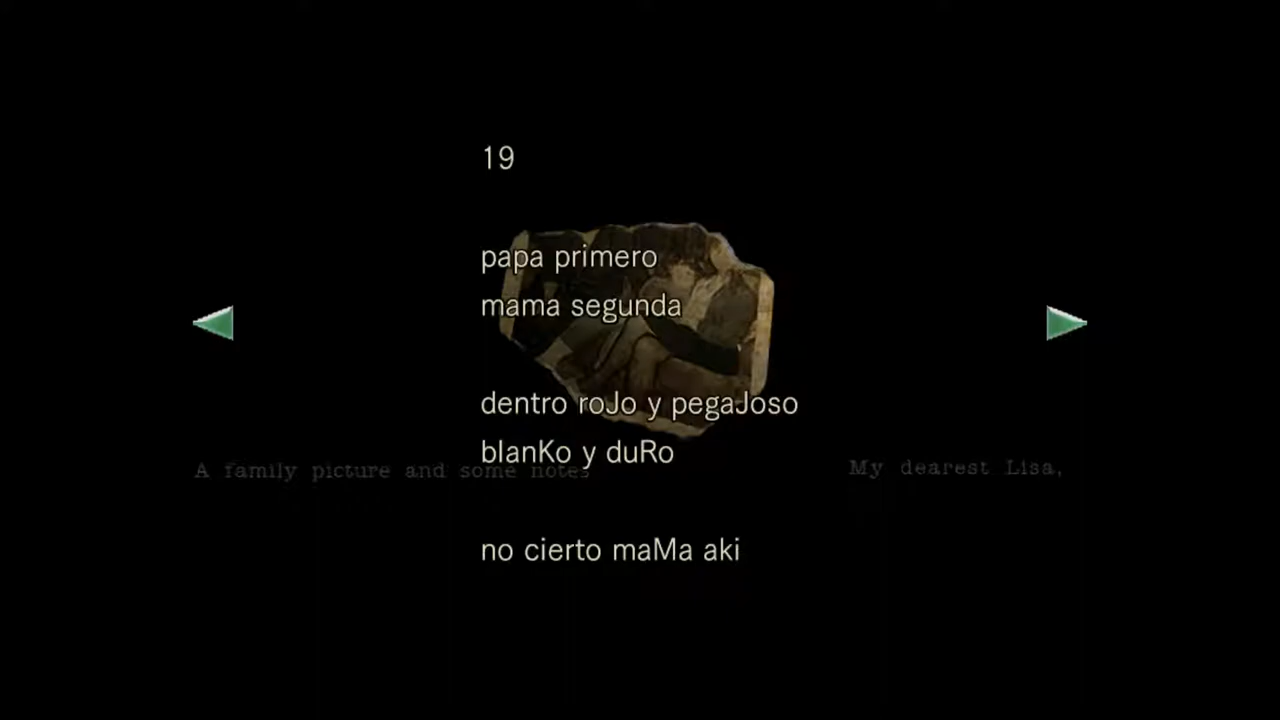 19
papa primero
mama segunda
dentro roJo y pegaJoso
blanKo y duRo
A family picture and some notes
My dearest Lisa,
no cierto maMa aki